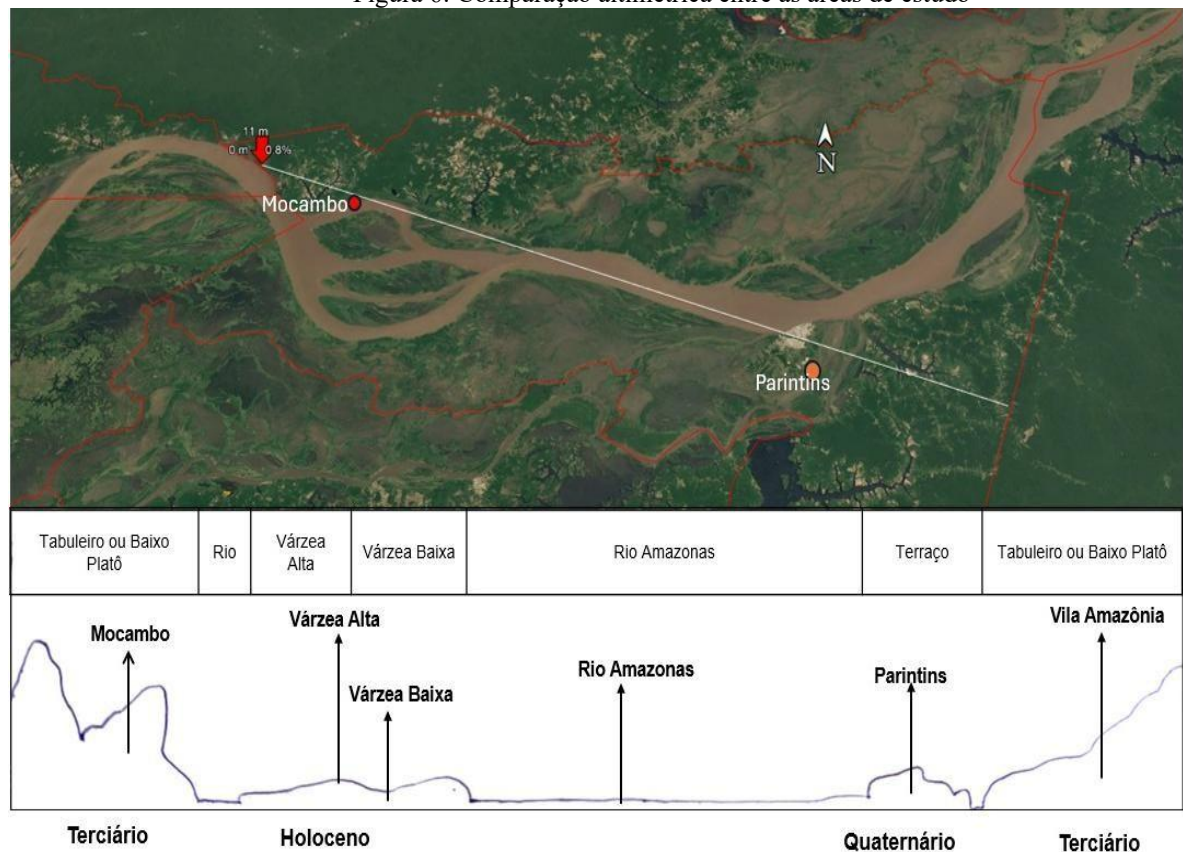 Figura 6: Comparação altimétrica entre as áreas de estudo
11 m
0 m 0.8%
N
Mocambo
Parintins
Tabuleiro ou Baixo
Platô
Rio
Várzea
Alta
Várzea Baixa
Rio Amazonas
Terraço
Tabuleiro ou Baixo Platô
Mocambo
Várzea Alta
Várzea Baixa
Rio Amazonas
Parintins
Vila Amazônia
Terciário
Holoceno
Quaternário
Terciário